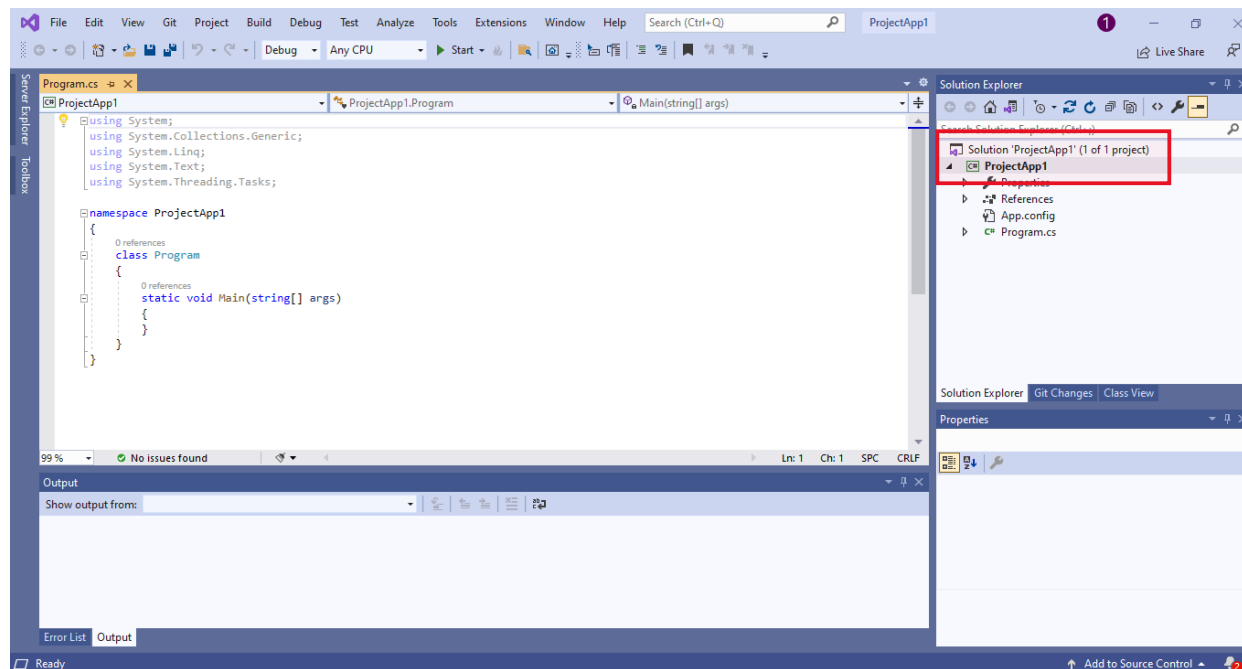 File Edit View Git Project Build Debug Test Analyze Tools Extensions Window Help Search (Ctrl+Q) ProjectApp1 1
Debug Any CPU Start Live Share
Server Explorer
Toolbox
Program.cs
C# ProjectApp1 ProjectApp1.Program Main(string[] args)
using System;
using System.Collections.Generic;
using System.Linq;
using System.Text;
using System.Threading.Tasks;
namespace ProjectApp1
{
0 references
class Program
{
0 references
static void Main(string[] args)
{
}
}
}
99 % No issues found Ln: 1 Ch: 1 SPC CRLF
Output
Show output from:
Error List Output
Solution Explorer
Search Solution Explorer (Ctrl+;)
Solution 'ProjectApp1' (1 of 1 project)
C# ProjectApp1
Properties
References
App.config
C# Program.cs
Solution Explorer Git Changes Class View
Properties
Ready Add to Source Control 2